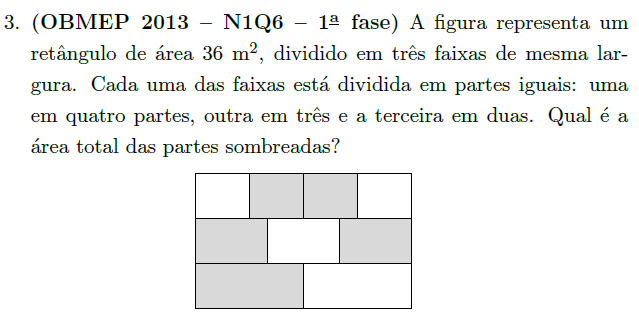 3. (OBMEP 2013 – N1Q6 – 1ª fase) A figura representa um
retângulo de área 36 m², dividido em três faixas de mesma lar-
gura. Cada uma das faixas está dividida em partes iguais: uma
em quatro partes, outra em três e a terceira em duas. Qual é a
área total das partes sombreadas?